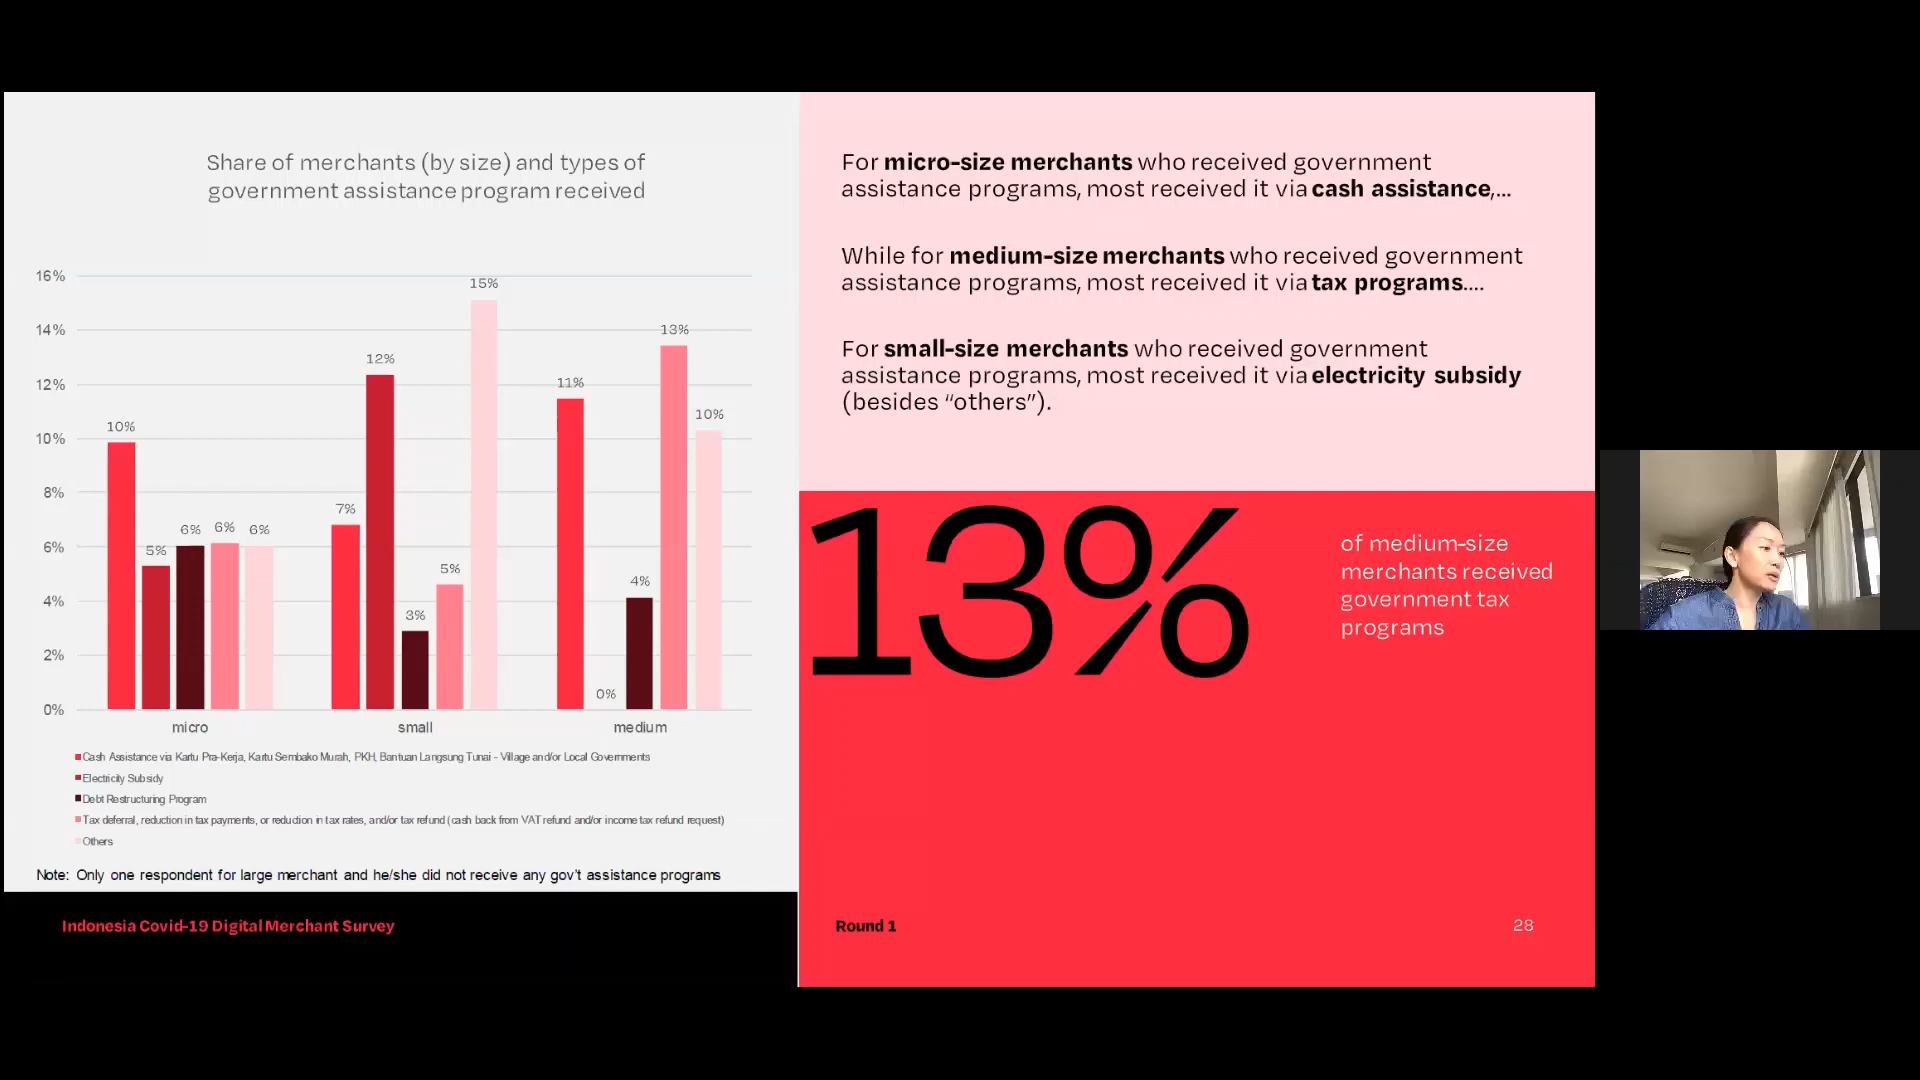 Share of merchants (by size) and types of
government assistance program received
16%
14%
12%
10%
8%
6%
4%
2%
0%
10%
5%
6%
6%
6%
7%
12%
3%
5%
15%
11%
0%
4%
13%
10%
micro
small
medium
Cash Assistance via Kartu Pra-Kerja, Kartu Sembako Murah, PKH, Bantuan Langsung Tunai - Village and/or Local Governments
Electricity Subsidy
Debt Restructuring Program
Tax deferral, reduction in tax payments, or reduction in tax rates, and/or tax refund (cash back from VAT refund and/or income tax refund request)
Others
Note: Only one respondent for large merchant and he/she did not receive any gov't assistance programs
Indonesia Covid-19 Digital Merchant Survey
For micro-size merchants who received government
assistance programs, most received it via cash assistance,...
While for medium-size merchants who received government
assistance programs, most received it via tax programs....
For small-size merchants who received government
assistance programs, most received it via electricity subsidy
(besides “others”).
13%
of medium-size
merchants received
government tax
programs
Round 1
28